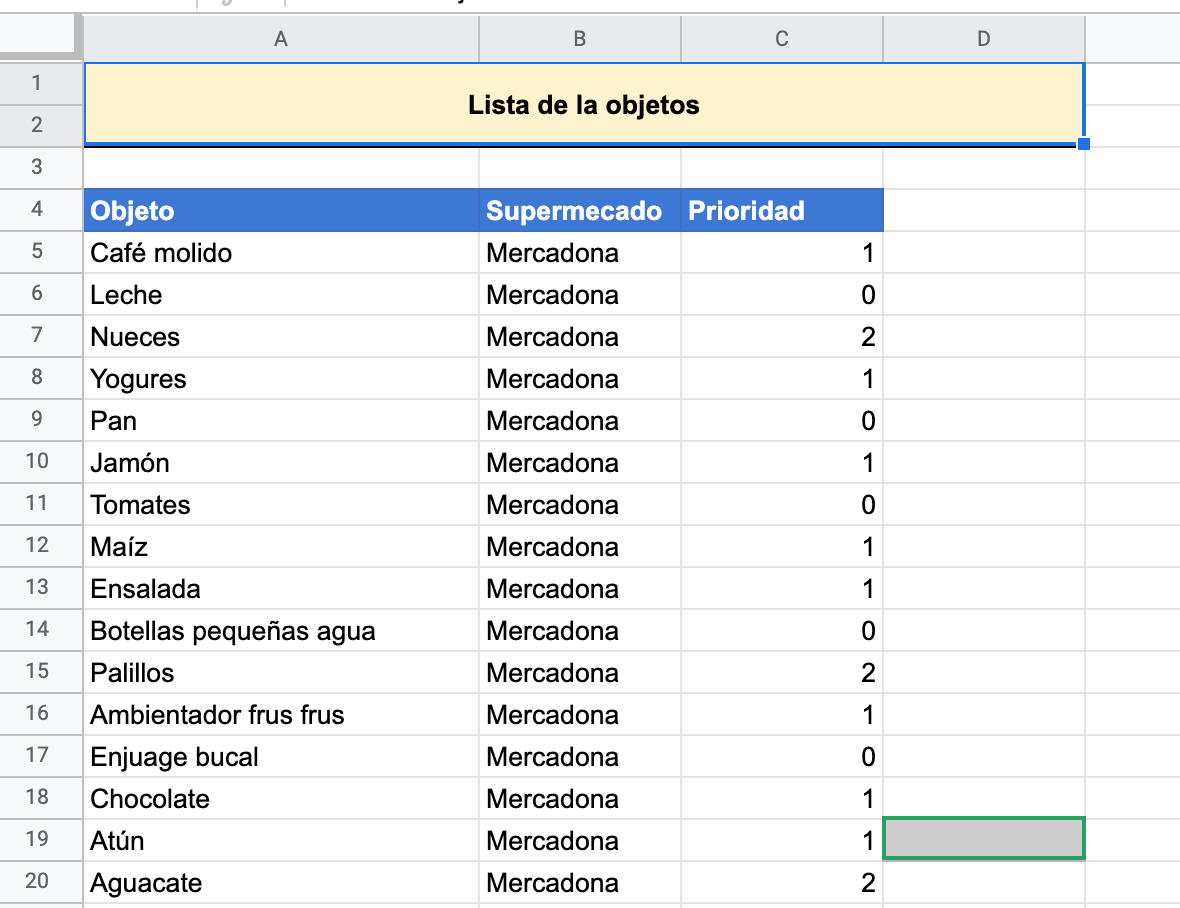 A B C D
1
Lista de la objetos
2
3
4 Objeto Supermecado Prioridad
5 Café molido Mercadona 1
6 Leche Mercadona 0
7 Nueces Mercadona 2
8 Yogures Mercadona 1
9 Pan Mercadona 0
10 Jamón Mercadona 1
11 Tomates Mercadona 0
12 Maíz Mercadona 1
13 Ensalada Mercadona 1
14 Botellas pequeñas agua Mercadona 0
15 Palillos Mercadona 2
16 Ambientador frus frus Mercadona 1
17 Enjuage bucal Mercadona 0
18 Chocolate Mercadona 1
19 Atún Mercadona 1
20 Aguacate Mercadona 2